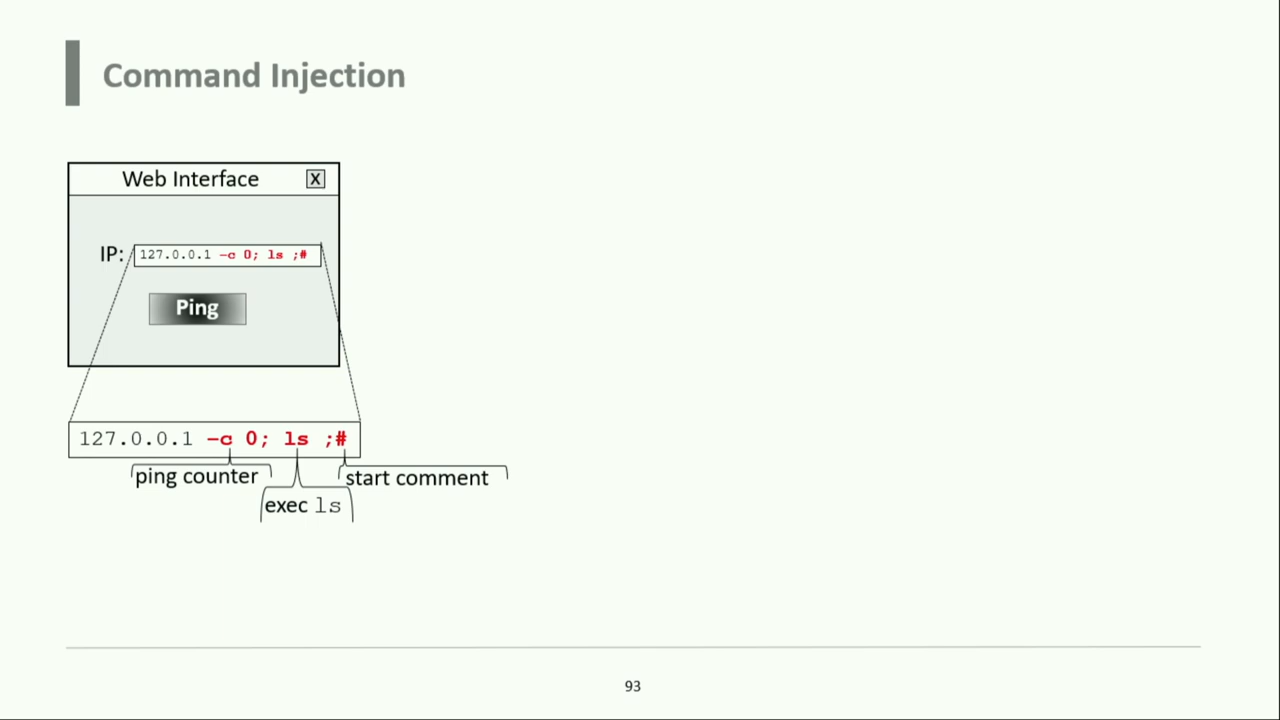 Command Injection
Web Interface X
IP: 127.0.0.1 -c 0; ls ;#
Ping
127.0.0.1 -c 0; ls ;#
ping counter
start comment
exec ls
93